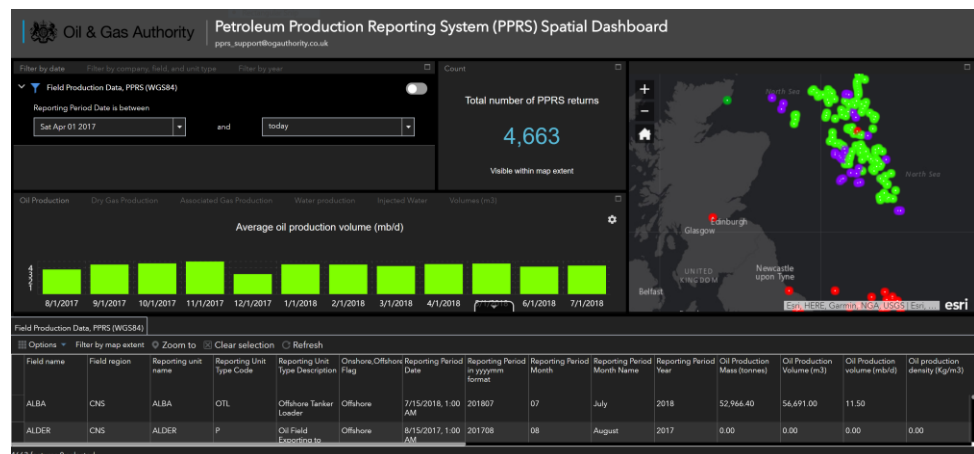 Oil & Gas Authority
Petroleum Production Reporting System (PPRS) Spatial Dashboard
pprs_support@ogauthority.co.uk
Filter by date Filter by company, field, and unit type Filter by year
Field Production Data, PPRS (WGS84)
Reporting Period Date is between
Sat Apr 01 2017 and today
Count
Total number of PPRS returns
4,663
Visible within map extent
+
−
North Sea
North Sea
Edinburgh
Glasgow
UNITED
KINGDOM
Newcastle
upon Tyne
Belfast
Esri, HERE, Garmin, NGA, USGS | Esri, ...
esri
Oil Production Dry Gas Production Associated Gas Production Water production Injected Water Volumes (m3)
Average oil production volume (mb/d)
4
3
2
1
8/1/2017 9/1/2017 10/1/2017 11/1/2017 12/1/2017 1/1/2018 2/1/2018 3/1/2018 4/1/2018 6/1/2018 7/1/2018
Field Production Data, PPRS (WGS84)
Options Filter by map extent Zoom to Clear selection Refresh
Field name Field region Reporting unit name Reporting Unit Type Code Reporting Unit Type Description Onshore,Offshore Flag Reporting Period Date Reporting Period in yyyymm format Reporting Period Month Reporting Period Month Name Reporting Period Year Oil Production Mass (tonnes) Oil Production Volume (m3) Oil Production volume (mb/d) Oil production density (Kg/m3)
ALBA CNS ALBA OTL Offshore Tanker Loader Offshore 7/15/2018, 1:00 AM 201807 07 July 2018 52,966.40 56,691.00 11.50
ALDER CNS ALDER P Oil Field Exporting to Offshore 8/15/2017, 1:00 AM 201708 08 August 2017 0.00 0.00 0.00 0.00